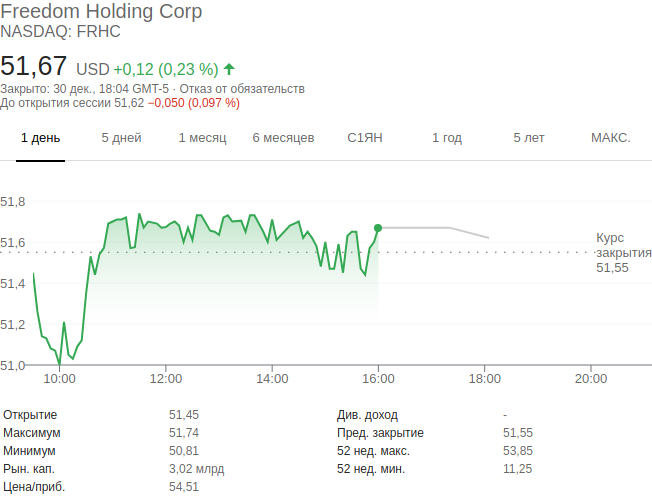 Freedom Holding Corp
NASDAQ: FRHC
51,67 USD +0,12 (0,23 %)
Закрыто: 30 дек., 18:04 GMT-5 · Отказ от обязательств
До открытия сессии 51,62 −0,050 (0,097 %)
1 день 5 дней 1 месяц 6 месяцев С1ЯН 1 год 5 лет МАКС.
51,8
51,6
51,4
51,2
51,0
Курс
закрытия
51,55
10:00 12:00 14:00 16:00 18:00 20:00
Открытие 51,45 Див. доход -
Максимум 51,74 Пред. закрытие 51,55
Минимум 50,81 52 нед. макс. 53,85
Рын. кап. 3,02 млрд 52 нед. мин. 11,25
Цена/приб. 54,51